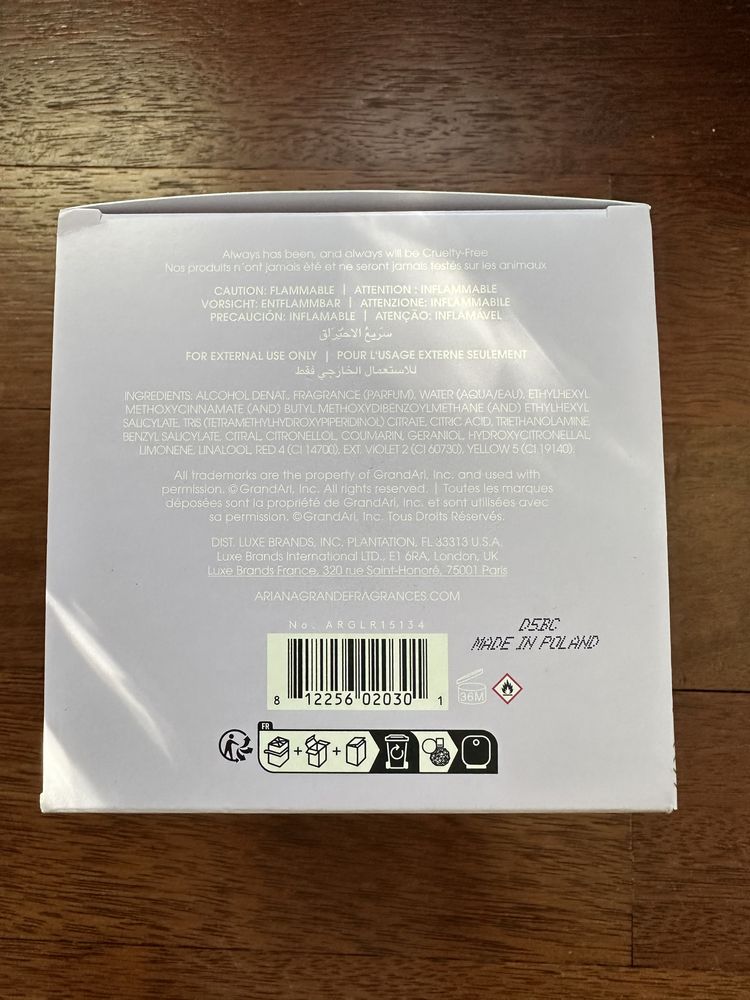 Always has been, and always will be Cruelty-Free
Nos produits n'ont jamais été et ne seront jamais testés sur les animaux
CAUTION: FLAMMABLE | ATTENTION : INFLAMMABLE
VORSICHT: ENTFLAMMBAR | ATTENZIONE: INFLAMMABILE
PRECAUCIÓN: INFLAMABLE | ATENÇÃO: INFLAMÁVEL
سَريعُ الاحتِراق
FOR EXTERNAL USE ONLY | POUR L'USAGE EXTERNE SEULEMENT
للاستعمال الخارجي فقط
INGREDIENTS: ALCOHOL DENAT., FRAGRANCE (PARFUM), WATER (AQUA/EAU), ETHYLHEXYL
METHOXYCINNAMATE (AND) BUTYL METHOXYDIBENZOYLMETHANE (AND) ETHYLHEXYL
SALICYLATE, TRIS (TETRAMETHYLHYDROXYPIPERIDINOL) CITRATE, CITRIC ACID, TRIETHANOLAMINE,
BENZYL SALICYLATE, CITRAL, CITRONELLOL, COUMARIN, GERANIOL, HYDROXYCITRONELLAL,
LIMONENE, LINALOOL, RED 4 (CI 14700), EXT. VIOLET 2 (CI 60730), YELLOW 5 (CI 19140).
All trademarks are the property of GrandAri, Inc. and used with
permission. ©GrandAri, Inc. All rights reserved. | Toutes les marques
déposées sont la propriété de GrandAri, Inc. et sont utilisées avec
sa permission. ©GrandAri, Inc. Tous Droits Réservés.
DIST. LUXE BRANDS, INC. PLANTATION, FL 33313 U.S.A.
Luxe Brands International LTD., E1 6RA, London, UK
Luxe Brands France, 320 rue Saint-Honoré, 75001 Paris
ARIANAGRANDEFRAGRANCES.COM
No. ARGLR15134
D5BC
MADE IN POLAND
8 12256 02030 1
36M
FR